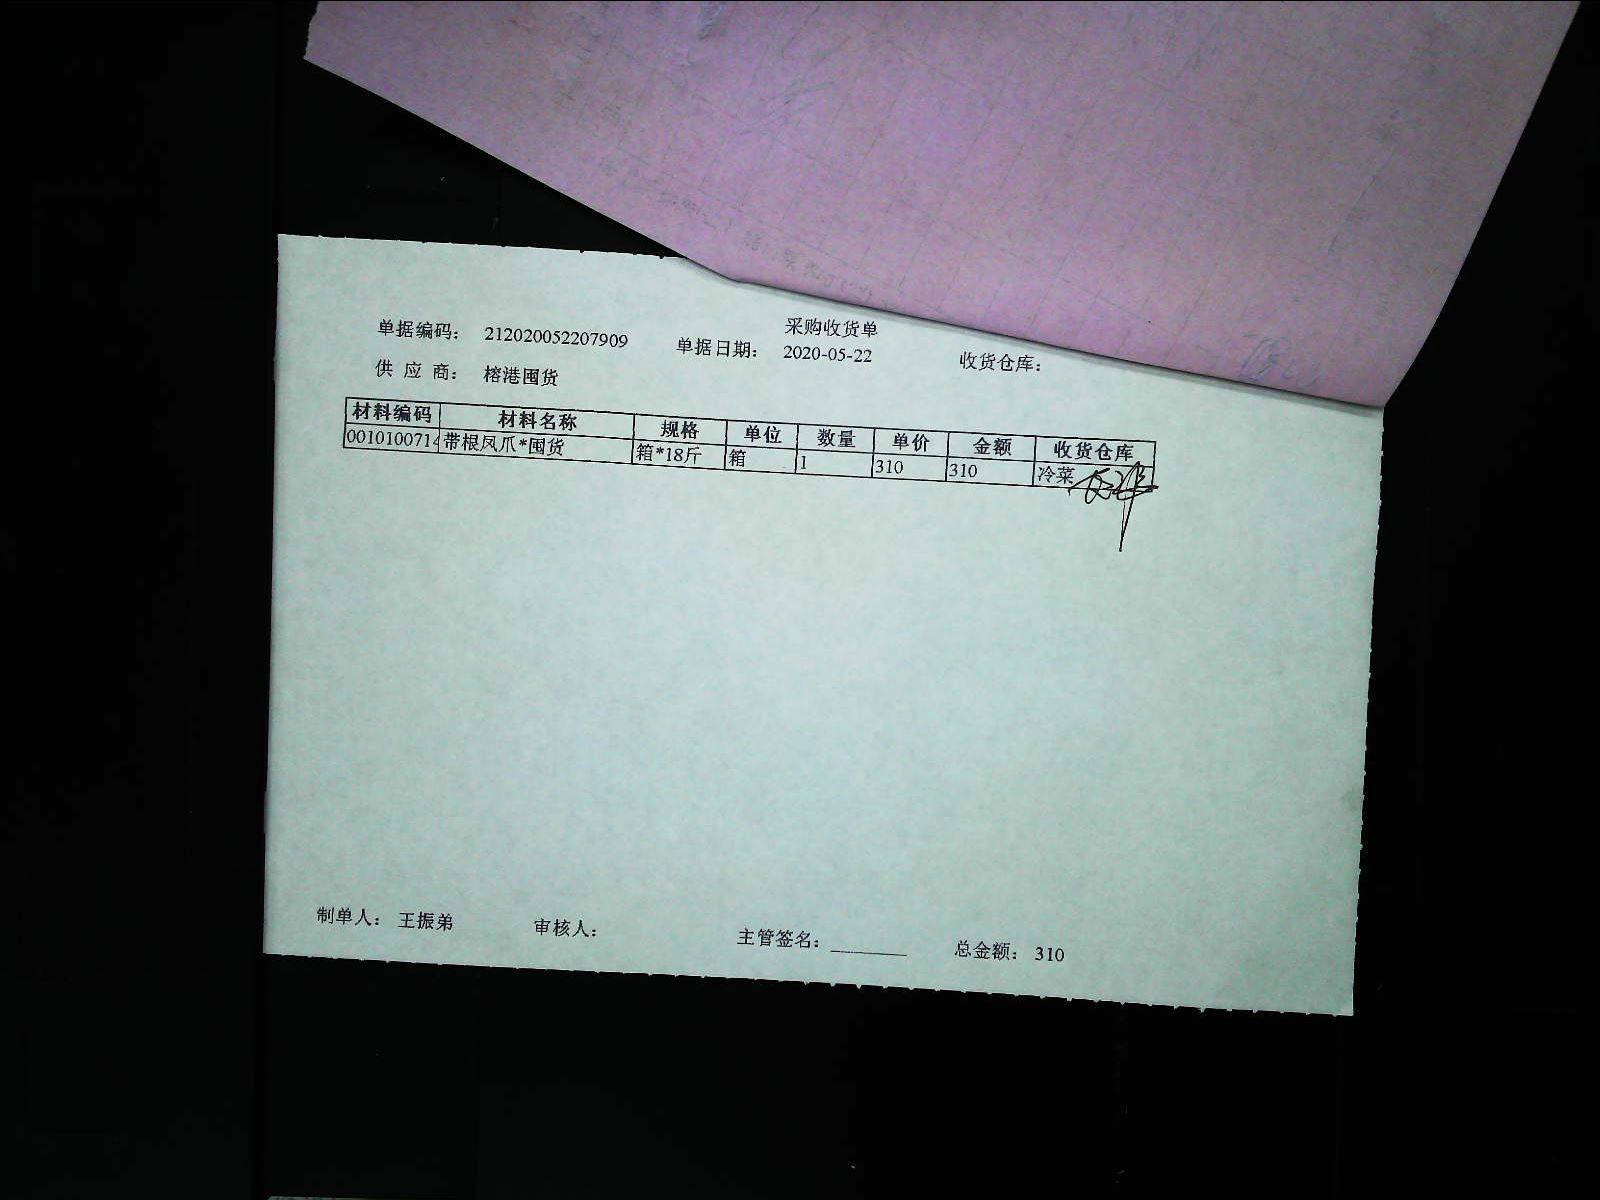 采购收货单
单据编码： 212020052207909 单据日期： 2020-05-22 收货仓库：
供 应 商： 榕港囤货
材料编码 材料名称 规格 单位 数量 单价 金额 收货仓库
0010100714 带根凤爪*囤货 箱*18斤 箱 1 310 310 冷菜
制单人： 王振弟 审核人： 主管签名：________ 总金额： 310